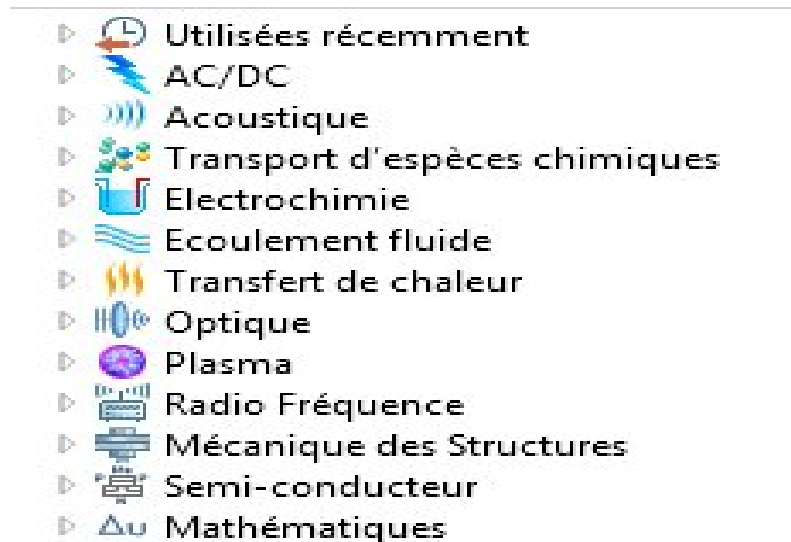 Utilisées récemment
AC/DC
Acoustique
Transport d'espèces chimiques
Electrochimie
Ecoulement fluide
Transfert de chaleur
Optique
Plasma
Radio Fréquence
Mécanique des Structures
Semi-conducteur
Δu Mathématiques